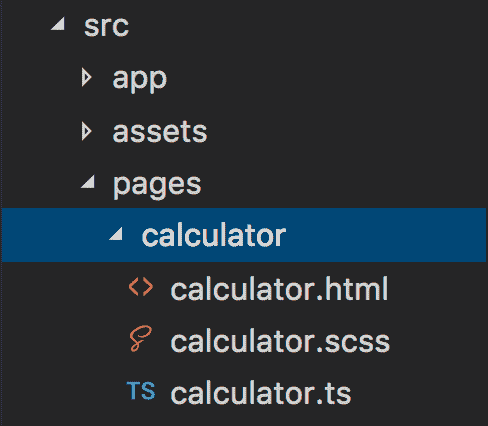 src
app
assets
pages
calculator
<> calculator.html
calculator.scss
TS calculator.ts